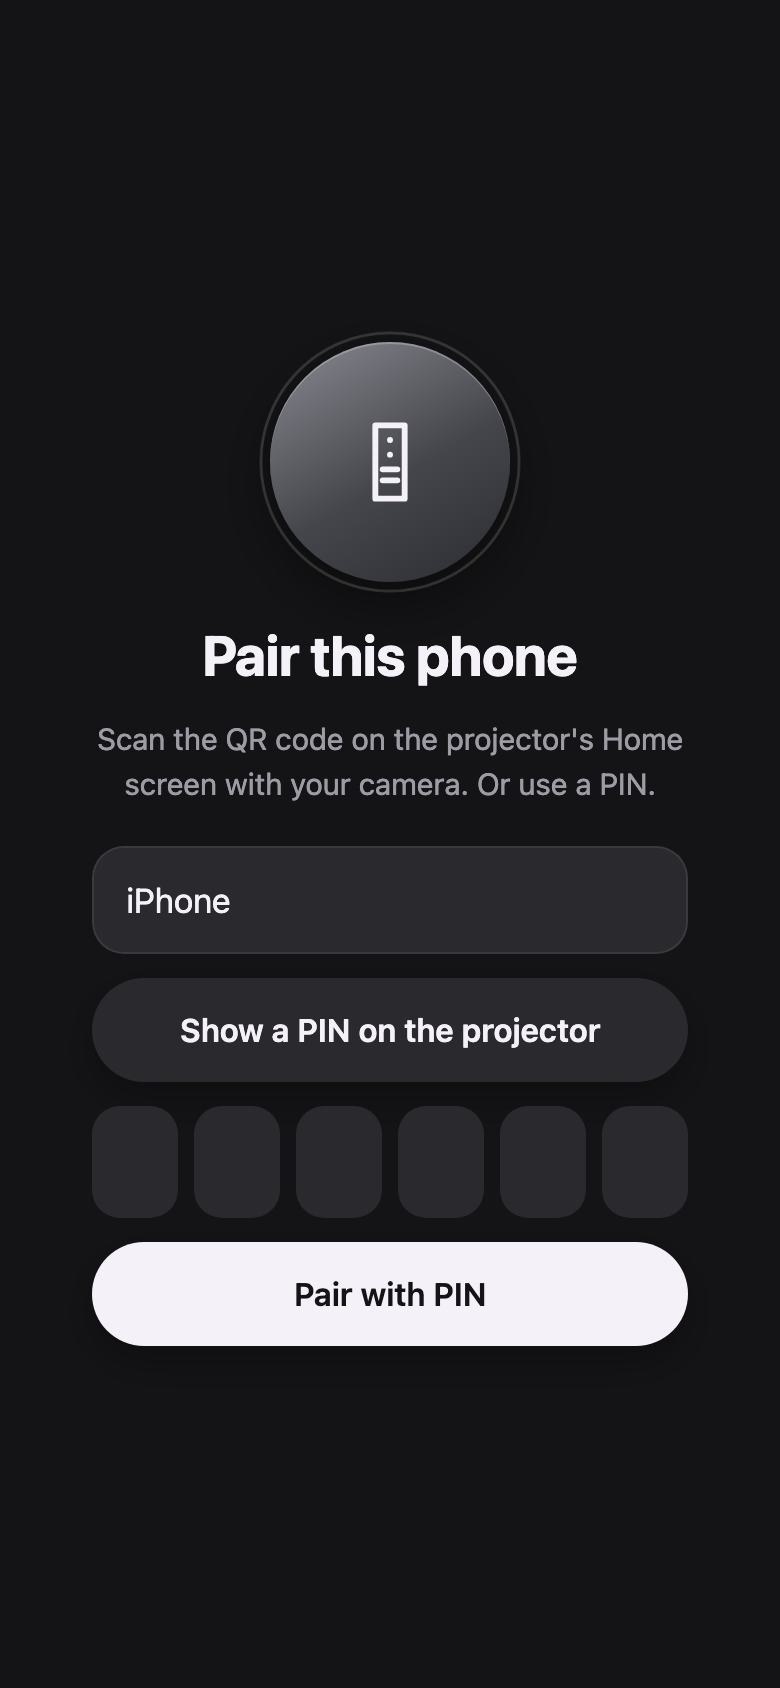 Pair this phone
Scan the QR code on the projector's Home
screen with your camera. Or use a PIN.
iPhone
Show a PIN on the projector
Pair with PIN